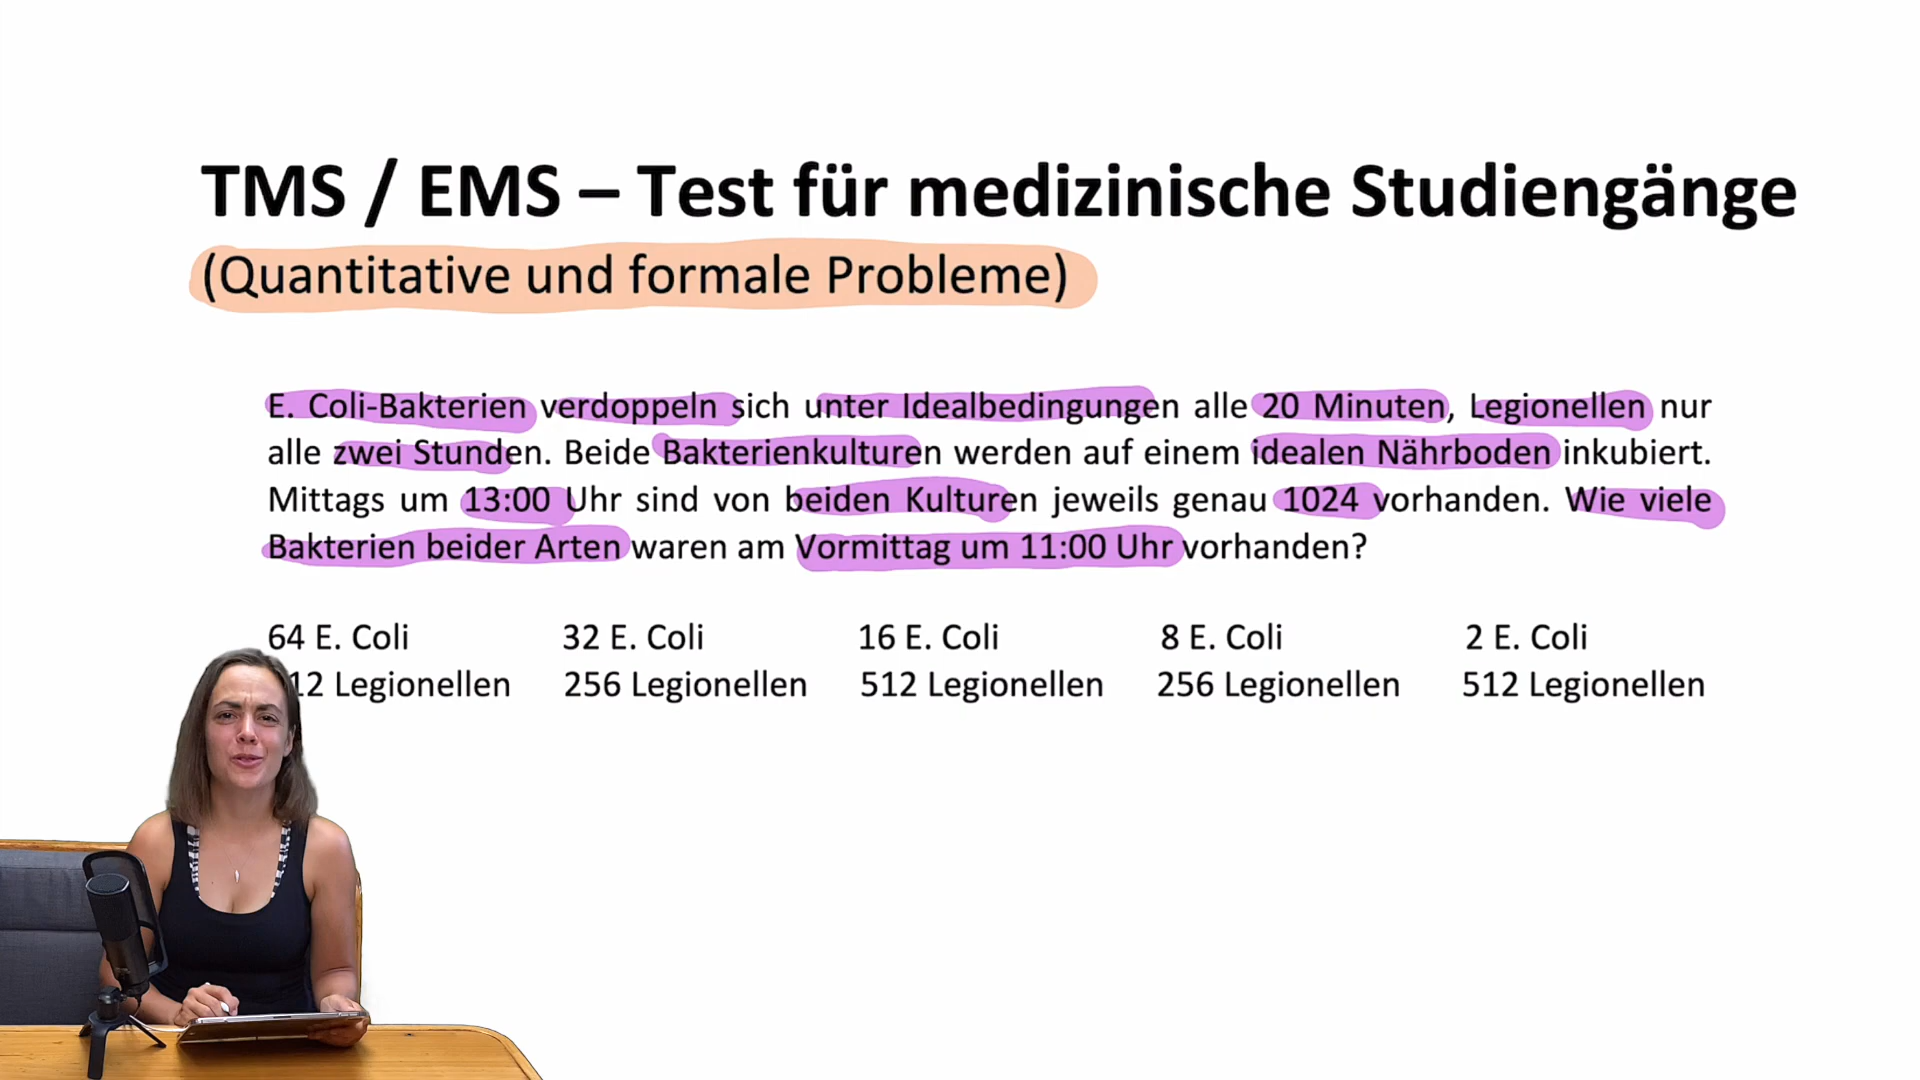 TMS / EMS – Test für medizinische Studiengänge
(Quantitative und formale Probleme)
E. Coli-Bakterien verdoppeln sich unter Idealbedingungen alle 20 Minuten, Legionellen nur
alle zwei Stunden. Beide Bakterienkulturen werden auf einem idealen Nährboden inkubiert.
Mittags um 13:00 Uhr sind von beiden Kulturen jeweils genau 1024 vorhanden. Wie viele
Bakterien beider Arten waren am Vormittag um 11:00 Uhr vorhanden?
64 E. Coli 32 E. Coli 16 E. Coli 8 E. Coli 2 E. Coli
12 Legionellen 256 Legionellen 512 Legionellen 256 Legionellen 512 Legionellen